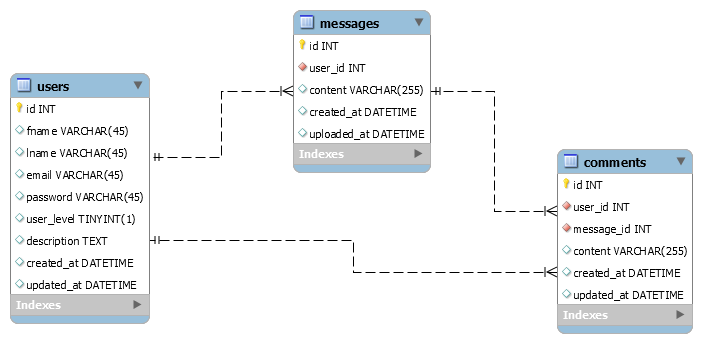 users
id INT
fname VARCHAR(45)
lname VARCHAR(45)
email VARCHAR(45)
password VARCHAR(45)
user_level TINYINT(1)
description TEXT
created_at DATETIME
updated_at DATETIME
Indexes
messages
id INT
user_id INT
content VARCHAR(255)
created_at DATETIME
uploaded_at DATETIME
Indexes
comments
id INT
user_id INT
message_id INT
content VARCHAR(255)
created_at DATETIME
updated_at DATETIME
Indexes